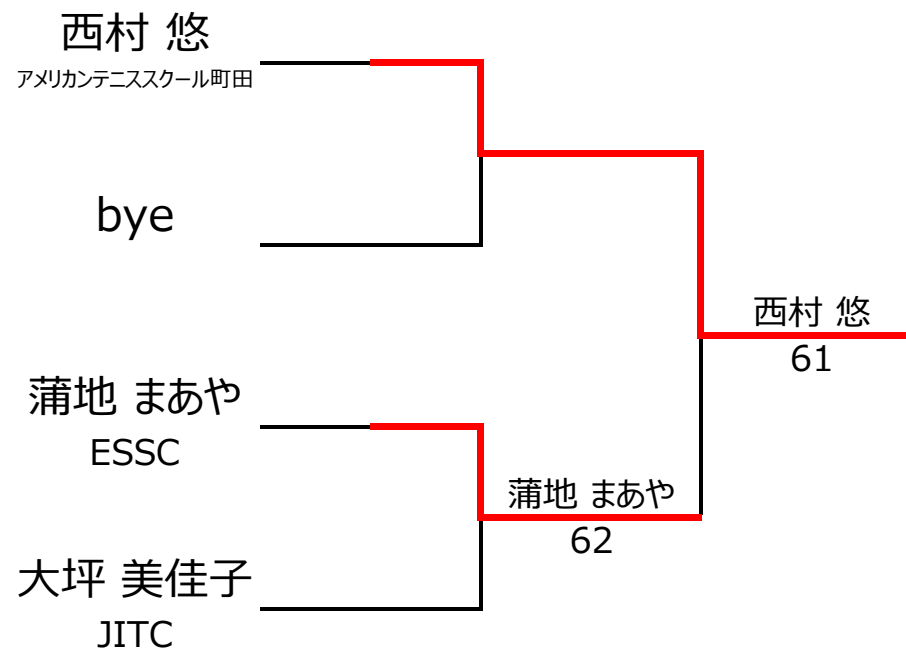 西村 悠
アメリカンテニススクール町田
bye
西村 悠
61
蒲地 まあや
ESSC
蒲地 まあや
62
大坪 美佳子
JITC